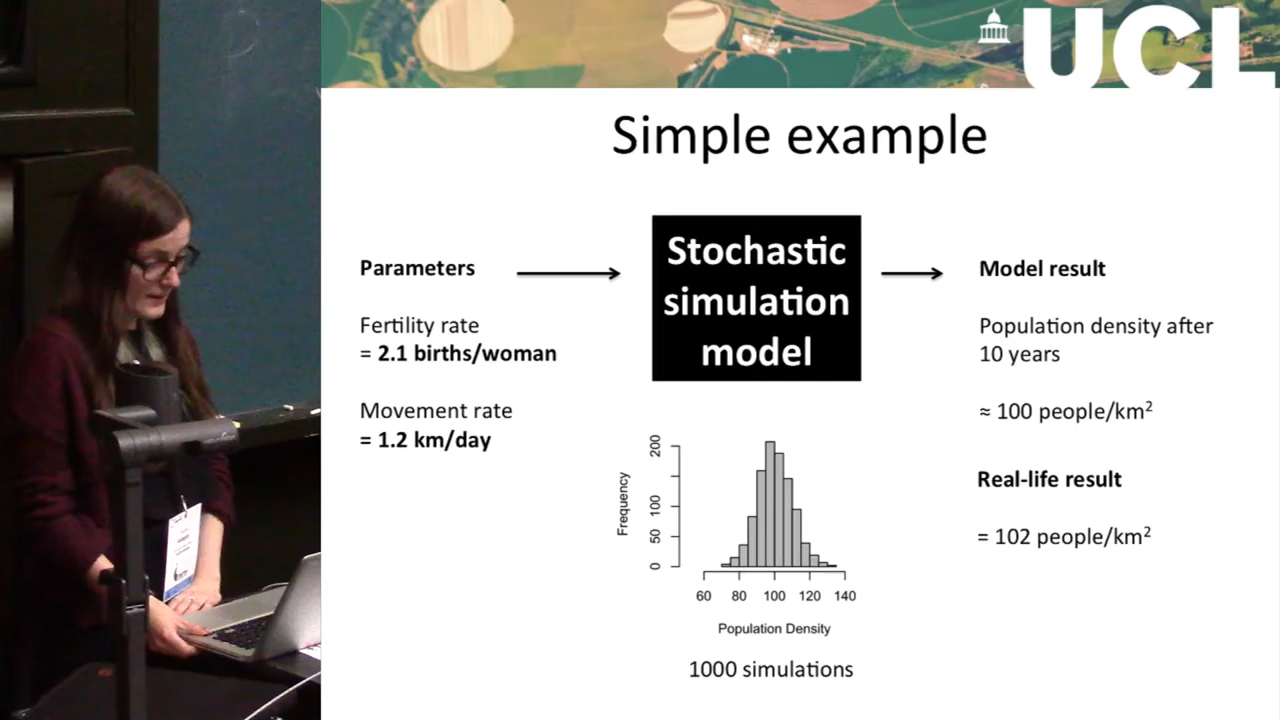 UCL
Simple example
Parameters
Fertility rate
= 2.1 births/woman
Movement rate
= 1.2 km/day
Stochastic
simulation
model
Model result
Population density after
10 years
≈ 100 people/km²
Real-life result
= 102 people/km²
Frequency
200
100
50
0
60 80 100 120 140
Population Density
1000 simulations